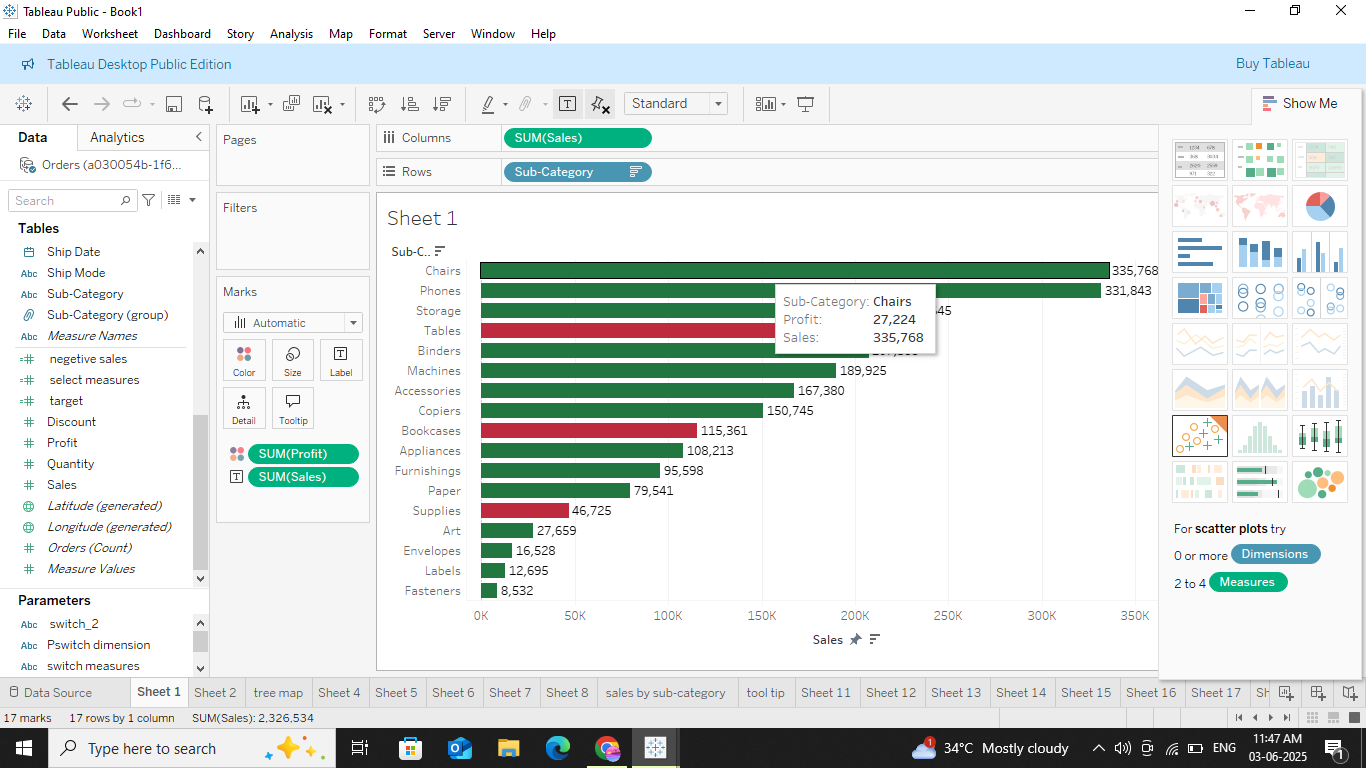 Tableau Public - Book1
File Data Worksheet Dashboard Story Analysis Map Format Server Window Help
Tableau Desktop Public Edition
Buy Tableau
Standard
Show Me
Data
Analytics
Orders (a030054b-1f6...
Search
Tables
Ship Date
Abc Ship Mode
Abc Sub-Category
Sub-Category (group)
Abc Measure Names
negetive sales
select measures
target
Discount
Profit
Quantity
Sales
Latitude (generated)
Longitude (generated)
Orders (Count)
Measure Values
Parameters
Abc switch_2
Abc Pswitch dimension
Abc switch measures
Pages
Filters
Marks
Automatic
Color
Size
Label
Detail
Tooltip
SUM(Profit)
SUM(Sales)
Columns
SUM(Sales)
Rows
Sub-Category
Sheet 1
Sub-C..
Chairs 335,768
Phones 331,843
Storage
Tables
Binders
Machines 189,925
Accessories 167,380
Copiers 150,745
Bookcases 115,361
Appliances 108,213
Furnishings 95,598
Paper 79,541
Supplies 46,725
Art 27,659
Envelopes 16,528
Labels 12,695
Fasteners 8,532
0K 50K 100K 150K 200K 250K 300K 350K
Sales
Sub-Category: Chairs
Profit: 27,224
Sales: 335,768
For scatter plots try
0 or more Dimensions
2 to 4 Measures
Data Source
Sheet 1
Sheet 2
tree map
Sheet 4
Sheet 5
Sheet 6
Sheet 7
Sheet 8
sales by sub-category
tool tip
Sheet 11
Sheet 12
Sheet 13
Sheet 14
Sheet 15
Sheet 16
Sheet 17
17 marks 17 rows by 1 column SUM(Sales): 2,326,534
Type here to search
1
34°C Mostly cloudy
ENG
11:47 AM
03-06-2025
1